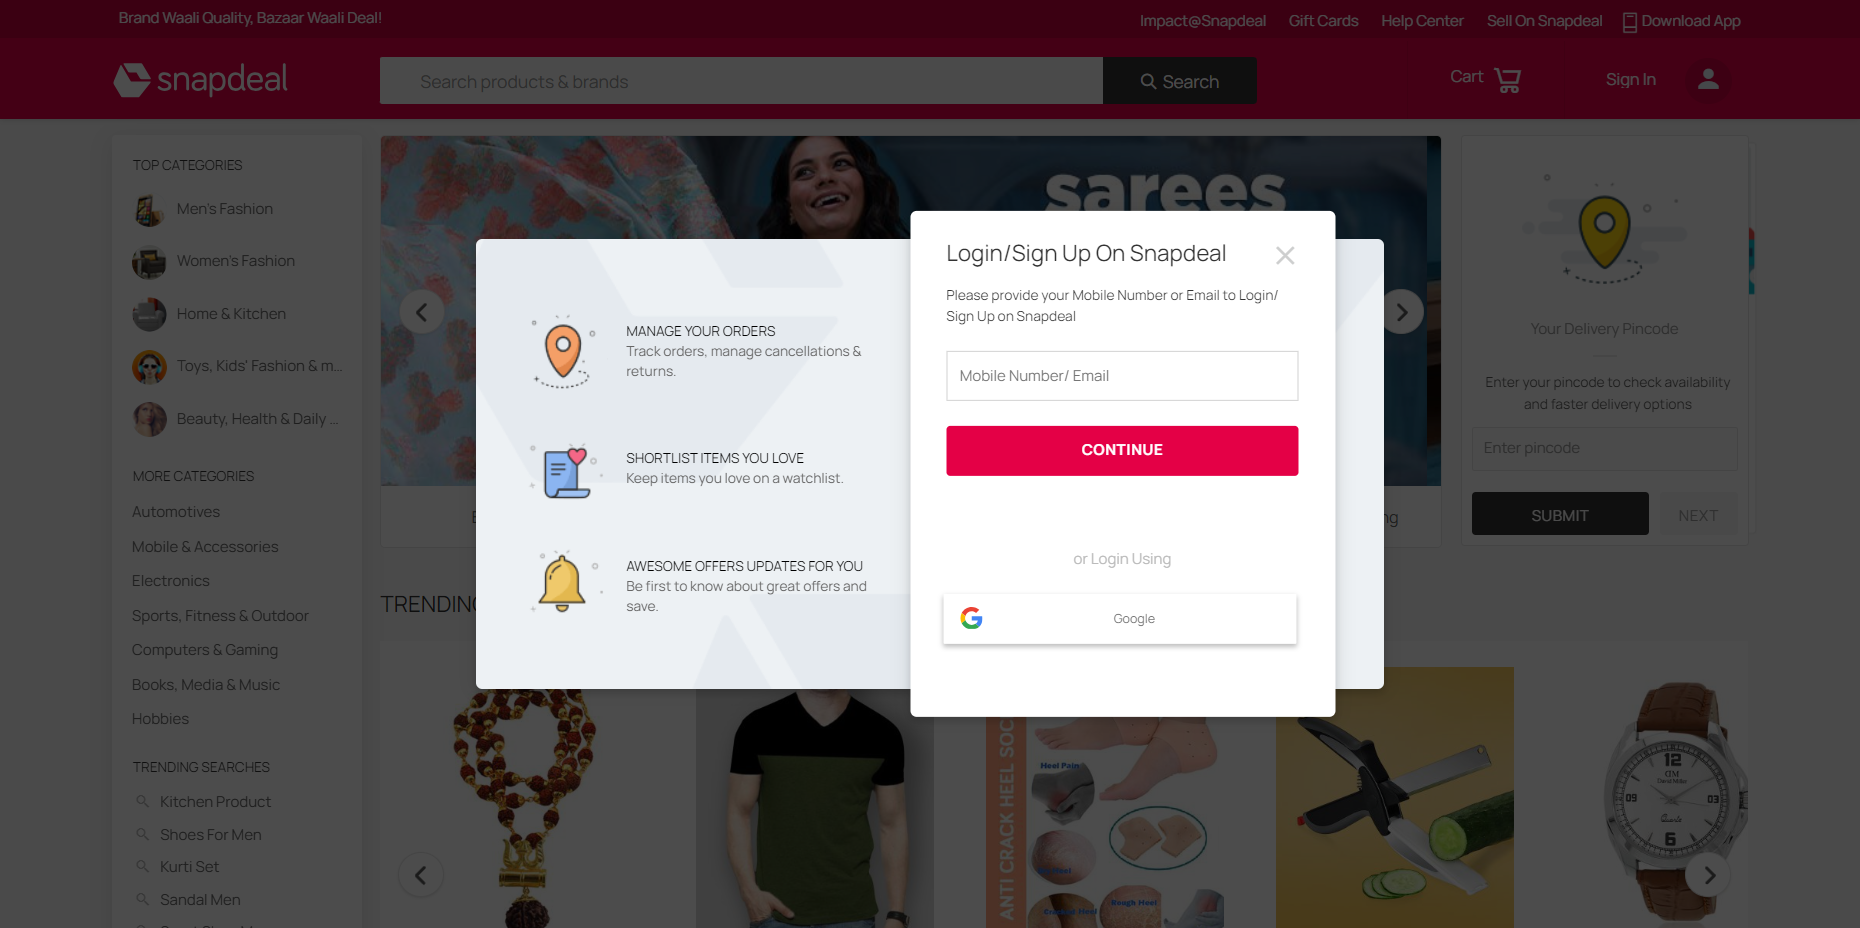 Brand Waali Quality, Bazaar Waali Deal!
Impact@Snapdeal
Gift Cards
Help Center
Sell On Snapdeal
Download App
snapdeal
Search products & brands
Search
Cart
Sign In
TOP CATEGORIES
Men's Fashion
Women's Fashion
Home & Kitchen
Toys, Kids' Fashion & m...
Beauty, Health & Daily ...
MORE CATEGORIES
Automotives
Mobile & Accessories
Electronics
Sports, Fitness & Outdoor
Computers & Gaming
Books, Media & Music
Hobbies
TRENDING SEARCHES
Kitchen Product
Shoes For Men
Kurti Set
Sandal Men
sarees
MANAGE YOUR ORDERS
Track orders, manage cancellations &
returns.
SHORTLIST ITEMS YOU LOVE
Keep items you love on a watchlist.
AWESOME OFFERS UPDATES FOR YOU
Be first to know about great offers and
save.
Login/Sign Up On Snapdeal
Please provide your Mobile Number or Email to Login/
Sign Up on Snapdeal
Mobile Number/ Email
CONTINUE
or Login Using
Google
Your Delivery Pincode
Enter your pincode to check availability
and faster delivery options
Enter pincode
SUBMIT
NEXT
TRENDING
ANTI CRACK HEEL SOC
Heel Pain
Rough Heel
12
DM
David Miller
09
03
Quartz
6